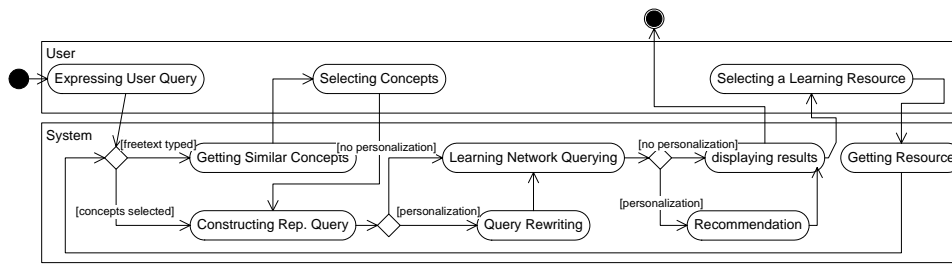 User
Expressing User Query
Selecting Concepts
Selecting a Learning Resource
System
[freetext typed]
Getting Similar Concepts
[no personalization]
Learning Network Querying
[no personalization]
displaying results
Getting Resource
[concepts selected]
Constructing Rep. Query
[personalization]
Query Rewriting
[personalization]
Recommendation